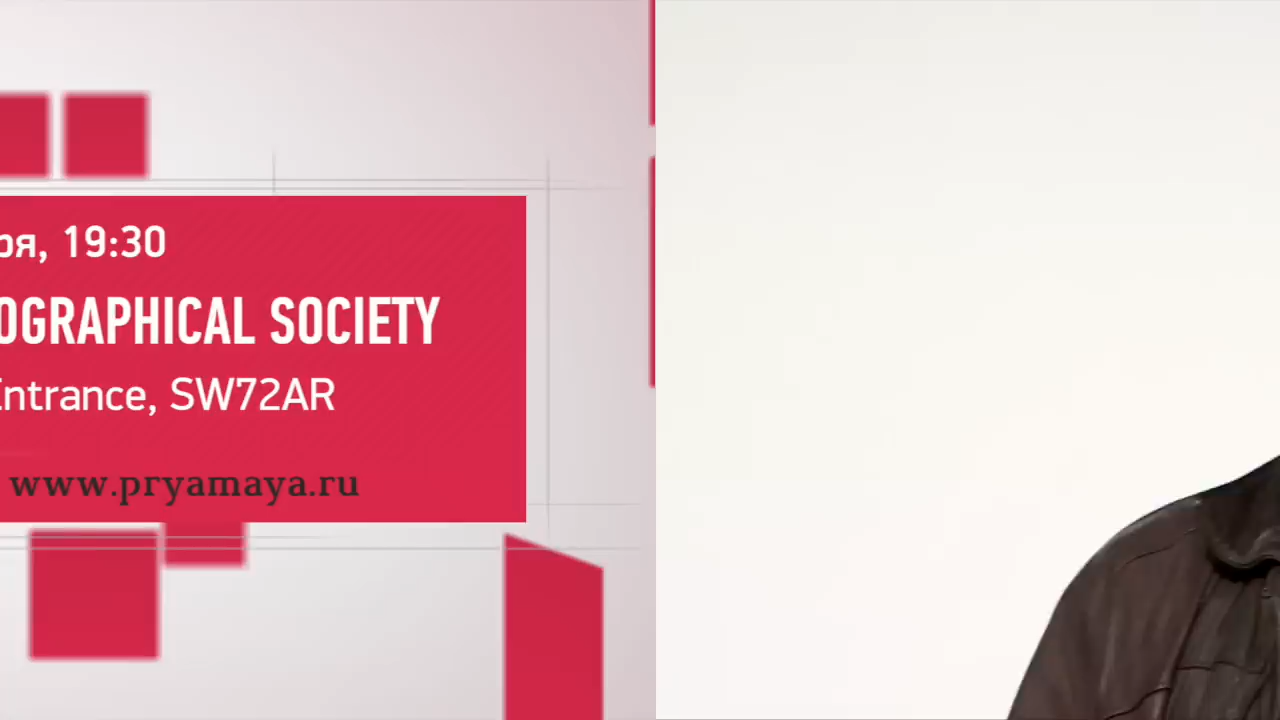 ря, 19:30
OGRAPHICAL SOCIETY
Entrance, SW72AR
www.pryamaya.ru